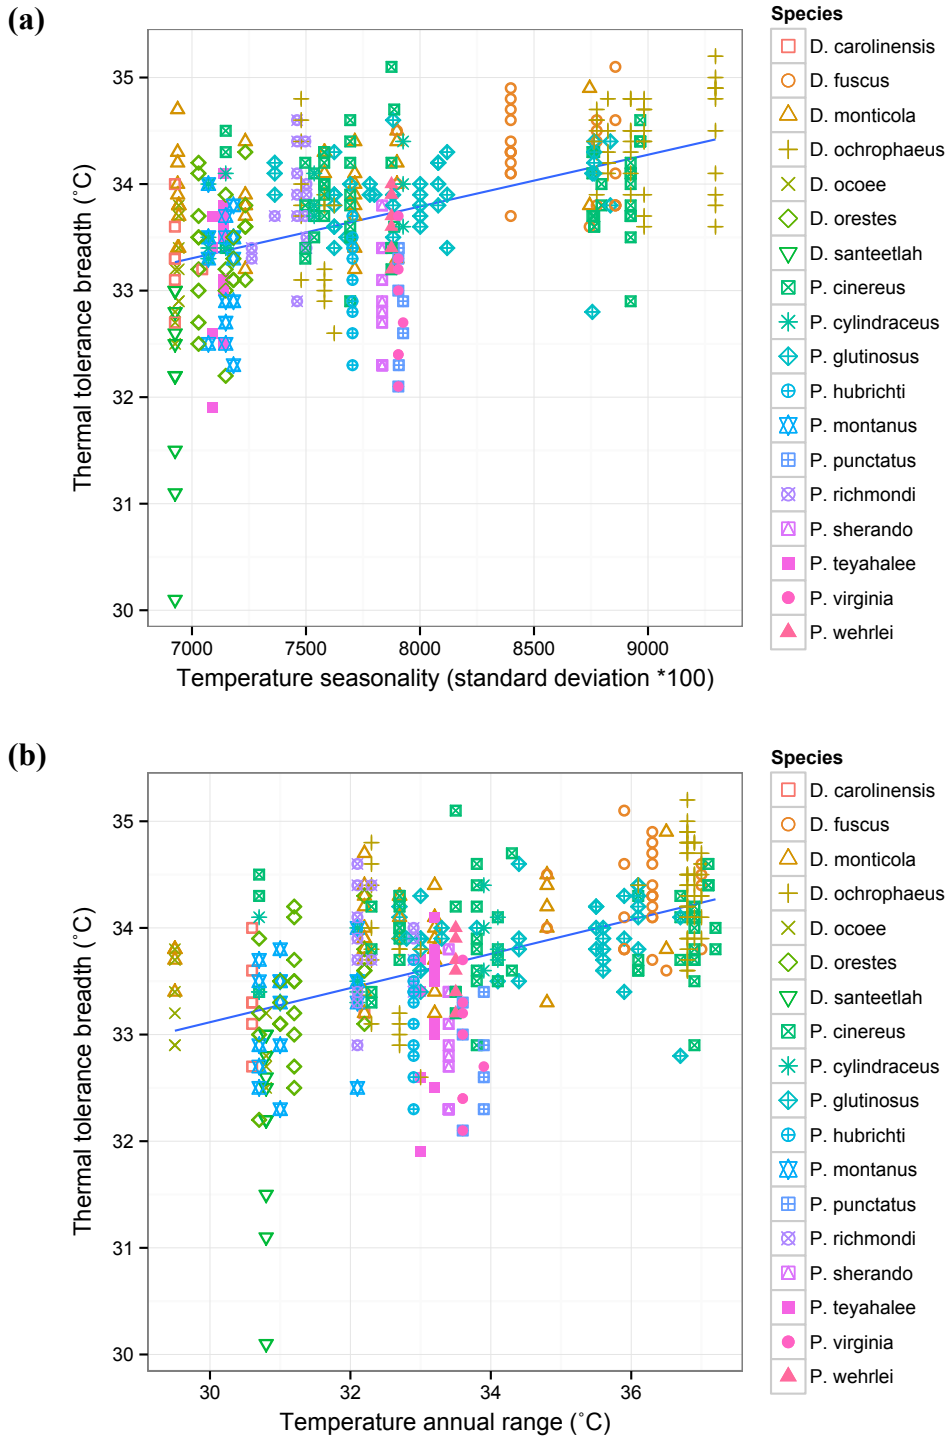 (a)
Thermal tolerance breadth (˚C)
35
34
33
32
31
30
7000 7500 8000 8500 9000
Temperature seasonality (standard deviation *100)
Species
D. carolinensis
D. fuscus
D. monticola
D. ochrophaeus
D. ocoee
D. orestes
D. santeetlah
P. cinereus
P. cylindraceus
P. glutinosus
P. hubrichti
P. montanus
P. punctatus
P. richmondi
P. sherando
P. teyahalee
P. virginia
P. wehrlei
(b)
Thermal tolerance breadth (˚C)
35
34
33
32
31
30
30 32 34 36
Temperature annual range (˚C)
Species
D. carolinensis
D. fuscus
D. monticola
D. ochrophaeus
D. ocoee
D. orestes
D. santeetlah
P. cinereus
P. cylindraceus
P. glutinosus
P. hubrichti
P. montanus
P. punctatus
P. richmondi
P. sherando
P. teyahalee
P. virginia
P. wehrlei